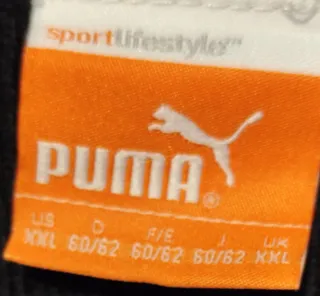 sportlifestyle™
PUMA®
US D F/E J UK
XXL 60/62 60/62 60/62 XXL